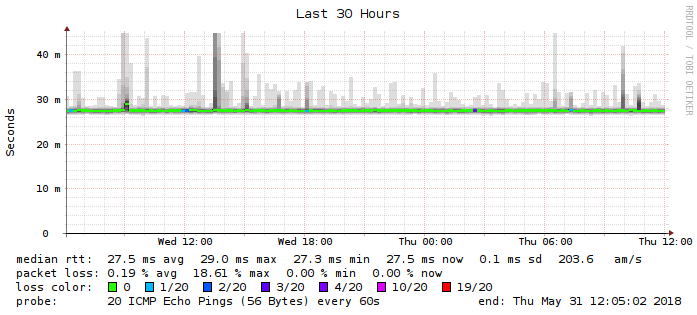 Last 30 Hours
RRDTOOL / TOBI OETIKER
Seconds
40 m
30 m
20 m
10 m
0
Wed 12:00 Wed 18:00 Thu 00:00 Thu 06:00 Thu 12:00
median rtt: 27.5 ms avg 29.0 ms max 27.3 ms min 27.5 ms now 0.1 ms sd 203.6 am/s
packet loss: 0.19 % avg 18.61 % max 0.00 % min 0.00 % now
loss color: 0 1/20 2/20 3/20 4/20 10/20 19/20
probe: 20 ICMP Echo Pings (56 Bytes) every 60s end: Thu May 31 12:05:02 2018